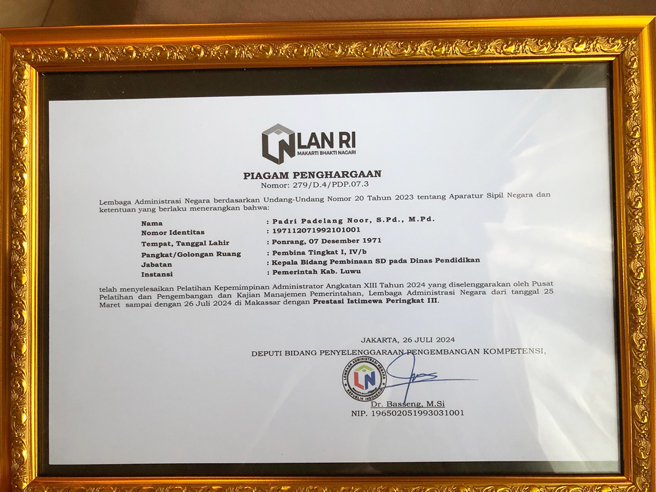 LAN RI
MAKARTI BHAKTI NAGARI
PIAGAM PENGHARGAAN
Nomor: 279/D.4/PDP.07.3
Lembaga Administrasi Negara berdasarkan Undang-Undang Nomor 20 Tahun 2023 tentang Aparatur Sipil Negara dan
ketentuan yang berlaku menerangkan bahwa:
Nama : Padri Padelang Noor, S.Pd., M.Pd.
Nomor Identitas : 197112071992101001
Tempat, Tanggal Lahir : Ponrang, 07 Desember 1971
Pangkat/Golongan Ruang : Pembina Tingkat I, IV/b
Jabatan : Kepala Bidang Pembinaan SD pada Dinas Pendidikan
Instansi : Pemerintah Kab. Luwu
telah menyelesaikan Pelatihan Kepemimpinan Administrator Angkatan XIII Tahun 2024 yang diselenggarakan oleh Pusat
Pelatihan dan Pengembangan dan Kajian Manajemen Pemerintahan, Lembaga Administrasi Negara dari tanggal 25
Maret sampai dengan 26 Juli 2024 di Makassar dengan Prestasi Istimewa Peringkat III.
JAKARTA, 26 JULI 2024
DEPUTI BIDANG PENYELENGGARAAN PENGEMBANGAN KOMPETENSI,
Dr. Basseng, M.Si
NIP. 196502051993031001